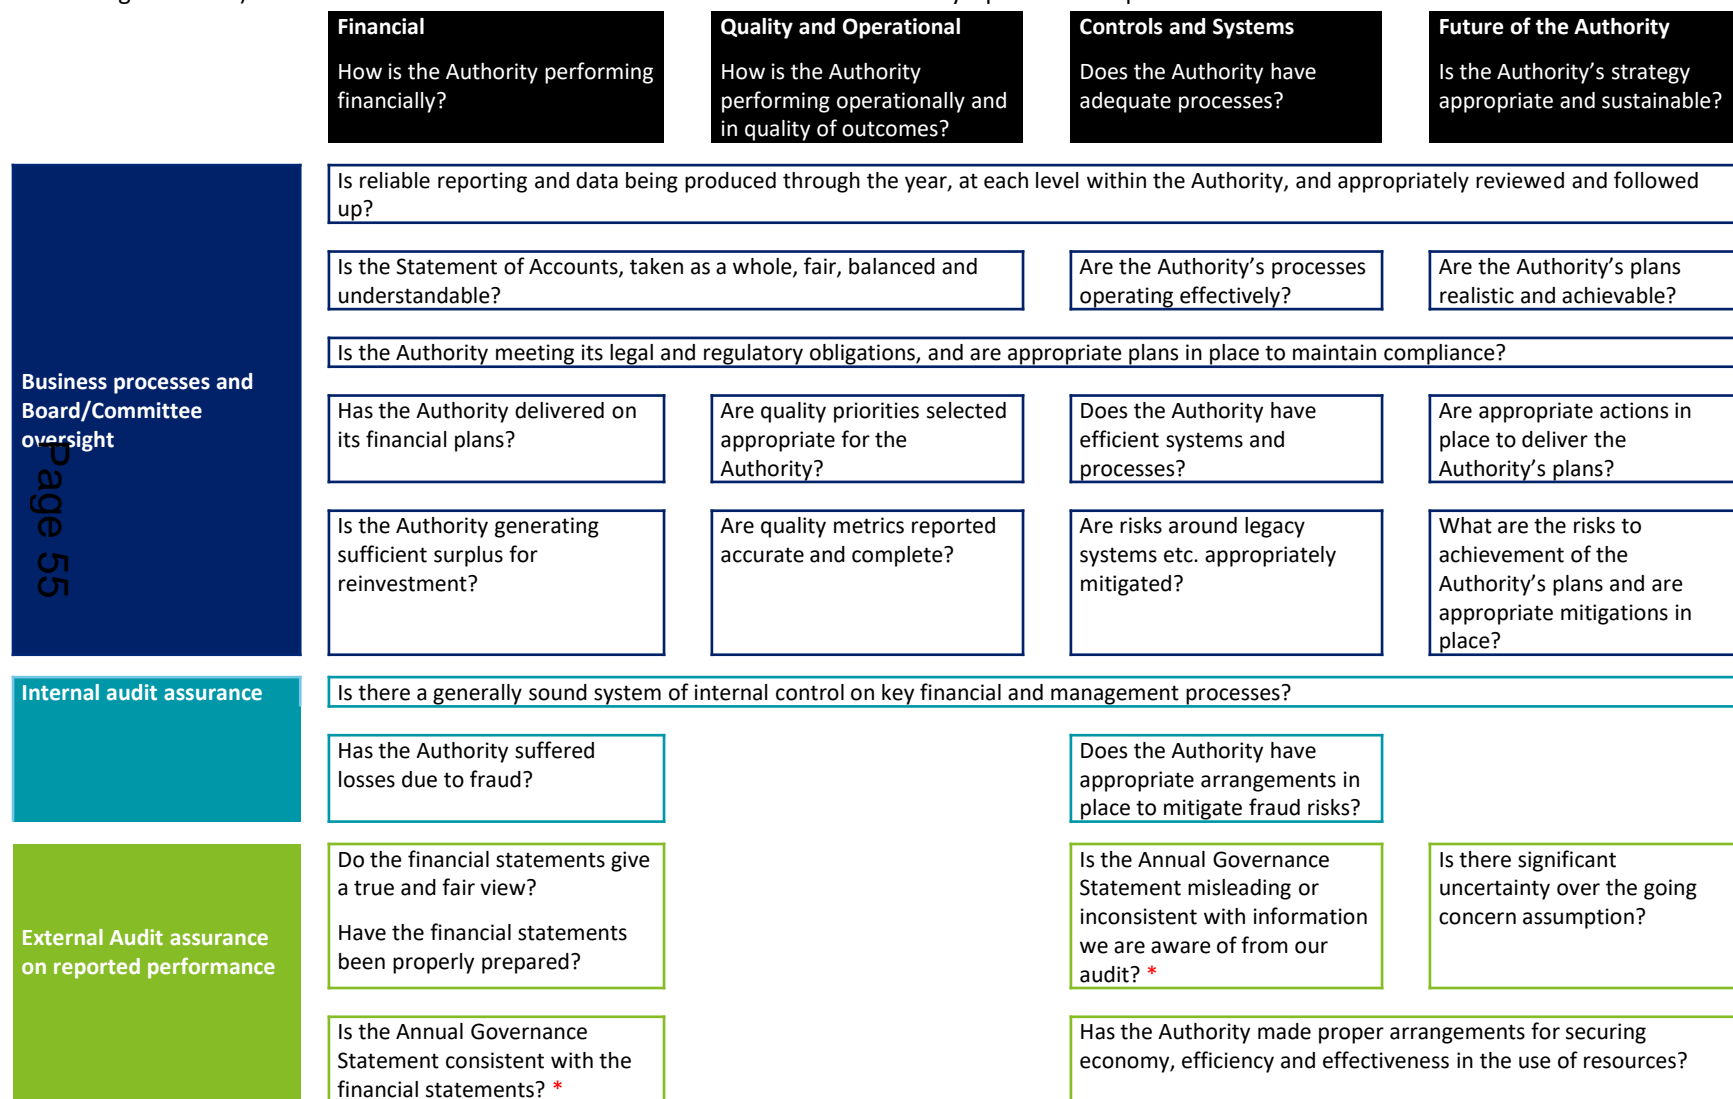 Financial
How is the Authority performing
financially?
Quality and Operational
How is the Authority
performing operationally and
in quality of outcomes?
Controls and Systems
Does the Authority have
adequate processes?
Future of the Authority
Is the Authority’s strategy
appropriate and sustainable?
Business processes and
Board/Committee
oversight
Page 55
Is reliable reporting and data being produced through the year, at each level within the Authority, and appropriately reviewed and followed
up?
Is the Statement of Accounts, taken as a whole, fair, balanced and
understandable?
Are the Authority’s processes
operating effectively?
Are the Authority’s plans
realistic and achievable?
Is the Authority meeting its legal and regulatory obligations, and are appropriate plans in place to maintain compliance?
Has the Authority delivered on
its financial plans?
Are quality priorities selected
appropriate for the
Authority?
Does the Authority have
efficient systems and
processes?
Are appropriate actions in
place to deliver the
Authority’s plans?
Is the Authority generating
sufficient surplus for
reinvestment?
Are quality metrics reported
accurate and complete?
Are risks around legacy
systems etc. appropriately
mitigated?
What are the risks to
achievement of the
Authority’s plans and are
appropriate mitigations in
place?
Internal audit assurance
Is there a generally sound system of internal control on key financial and management processes?
Has the Authority suffered
losses due to fraud?
Does the Authority have
appropriate arrangements in
place to mitigate fraud risks?
External Audit assurance
on reported performance
Do the financial statements give
a true and fair view?
Have the financial statements
been properly prepared?
Is the Annual Governance
Statement misleading or
inconsistent with information
we are aware of from our
audit? *
Is there significant
uncertainty over the going
concern assumption?
Is the Annual Governance
Statement consistent with the
financial statements? *
Has the Authority made proper arrangements for securing
economy, efficiency and effectiveness in the use of resources?